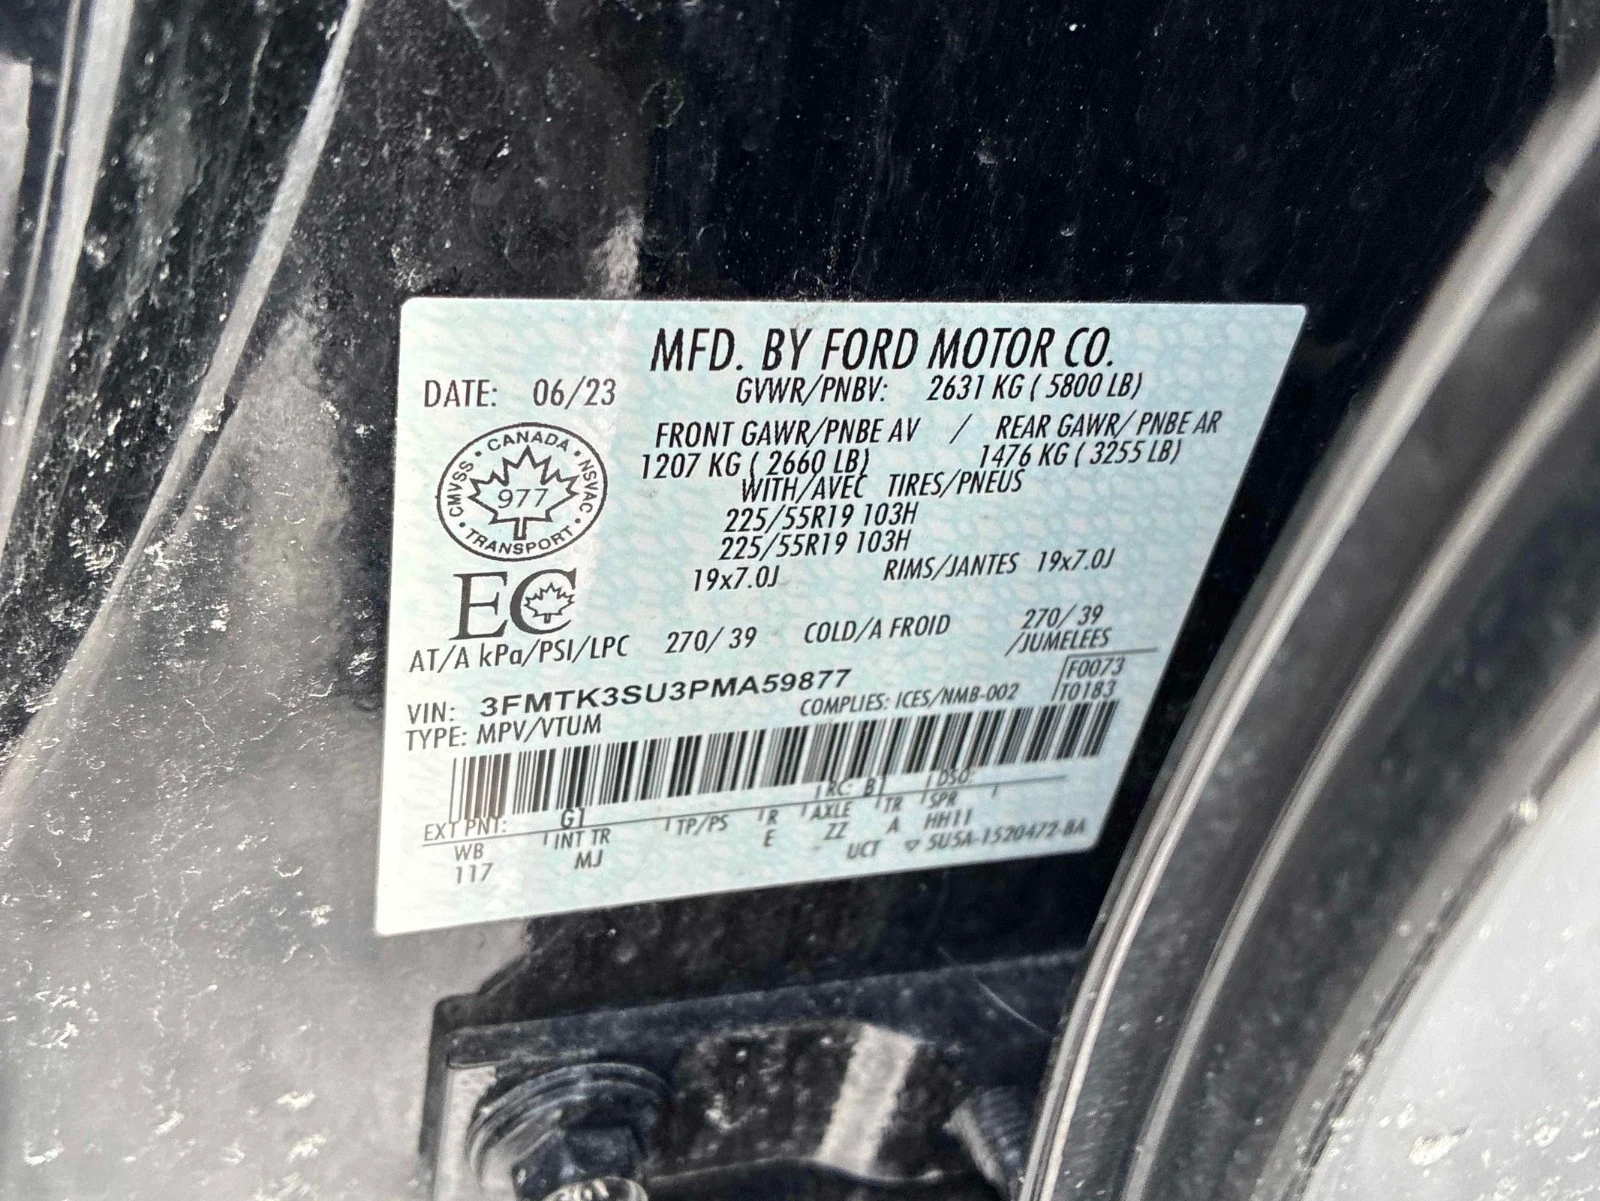 MFD. BY FORD MOTOR CO.
DATE: 06/23
GVWR/PNBV: 2631 KG ( 5800 LB)
FRONT GAWR/PNBE AV / REAR GAWR/ PNBE AR
1207 KG ( 2660 LB) 1476 KG ( 3255 LB)
WITH/AVEC TIRES/PNEUS
225/55R19 103H
225/55R19 103H
19x7.0J RIMS/JANTES 19x7.0J
CANADA
CMVSS 977 NSVAC
TRANSPORT
EC
AT/A kPa/PSI/LPC 270/ 39 COLD/A FROID 270/ 39
/JUMELEES
VIN: 3FMTK3SU3PMA59877
F0073
TYPE: MPV/VTUM COMPLIES: ICES/NMB-002 T0183
EXT PNT: G1 RC: B1 DSO:
WB INT TR TP/PS R AXLE TR SPR
117 MJ E ZZ A HH11
UCT ▽ SU5A-1520472-BA